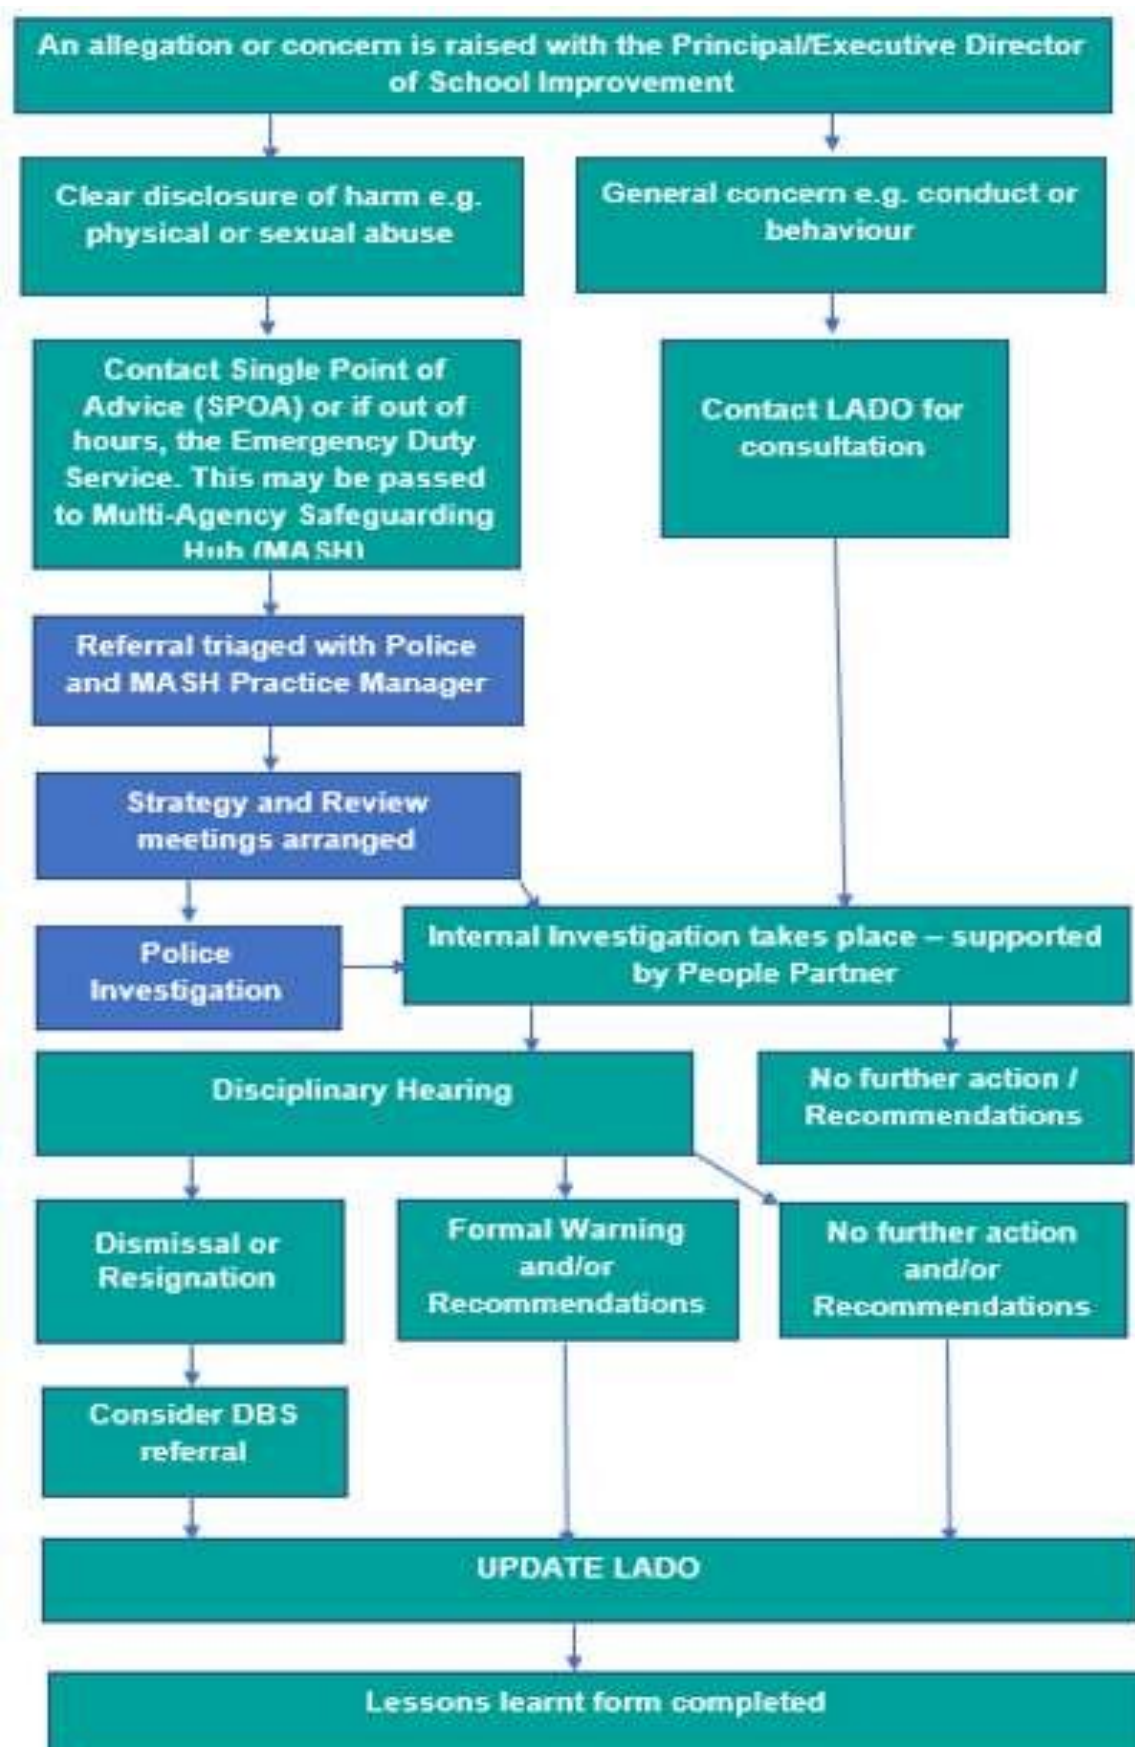 An allegation or concern is raised with the Principal/Executive Director
of School Improvement
Clear disclosure of harm e.g.
physical or sexual abuse
General concern e.g. conduct or
behaviour
Contact Single Point of
Advice (SPOA) or if out of
hours, the Emergency Duty
Service. This may be passed
to Multi-Agency Safeguarding
Hub (MASH)
Contact LADO for
consultation
Referral triaged with Police
and MASH Practice Manager
Strategy and Review
meetings arranged
Police
Investigation
Internal Investigation takes place – supported
by People Partner
Disciplinary Hearing
No further action /
Recommendations
Dismissal or
Resignation
Formal Warning
and/or
Recommendations
No further action
and/or
Recommendations
Consider DBS
referral
UPDATE LADO
Lessons learnt form completed